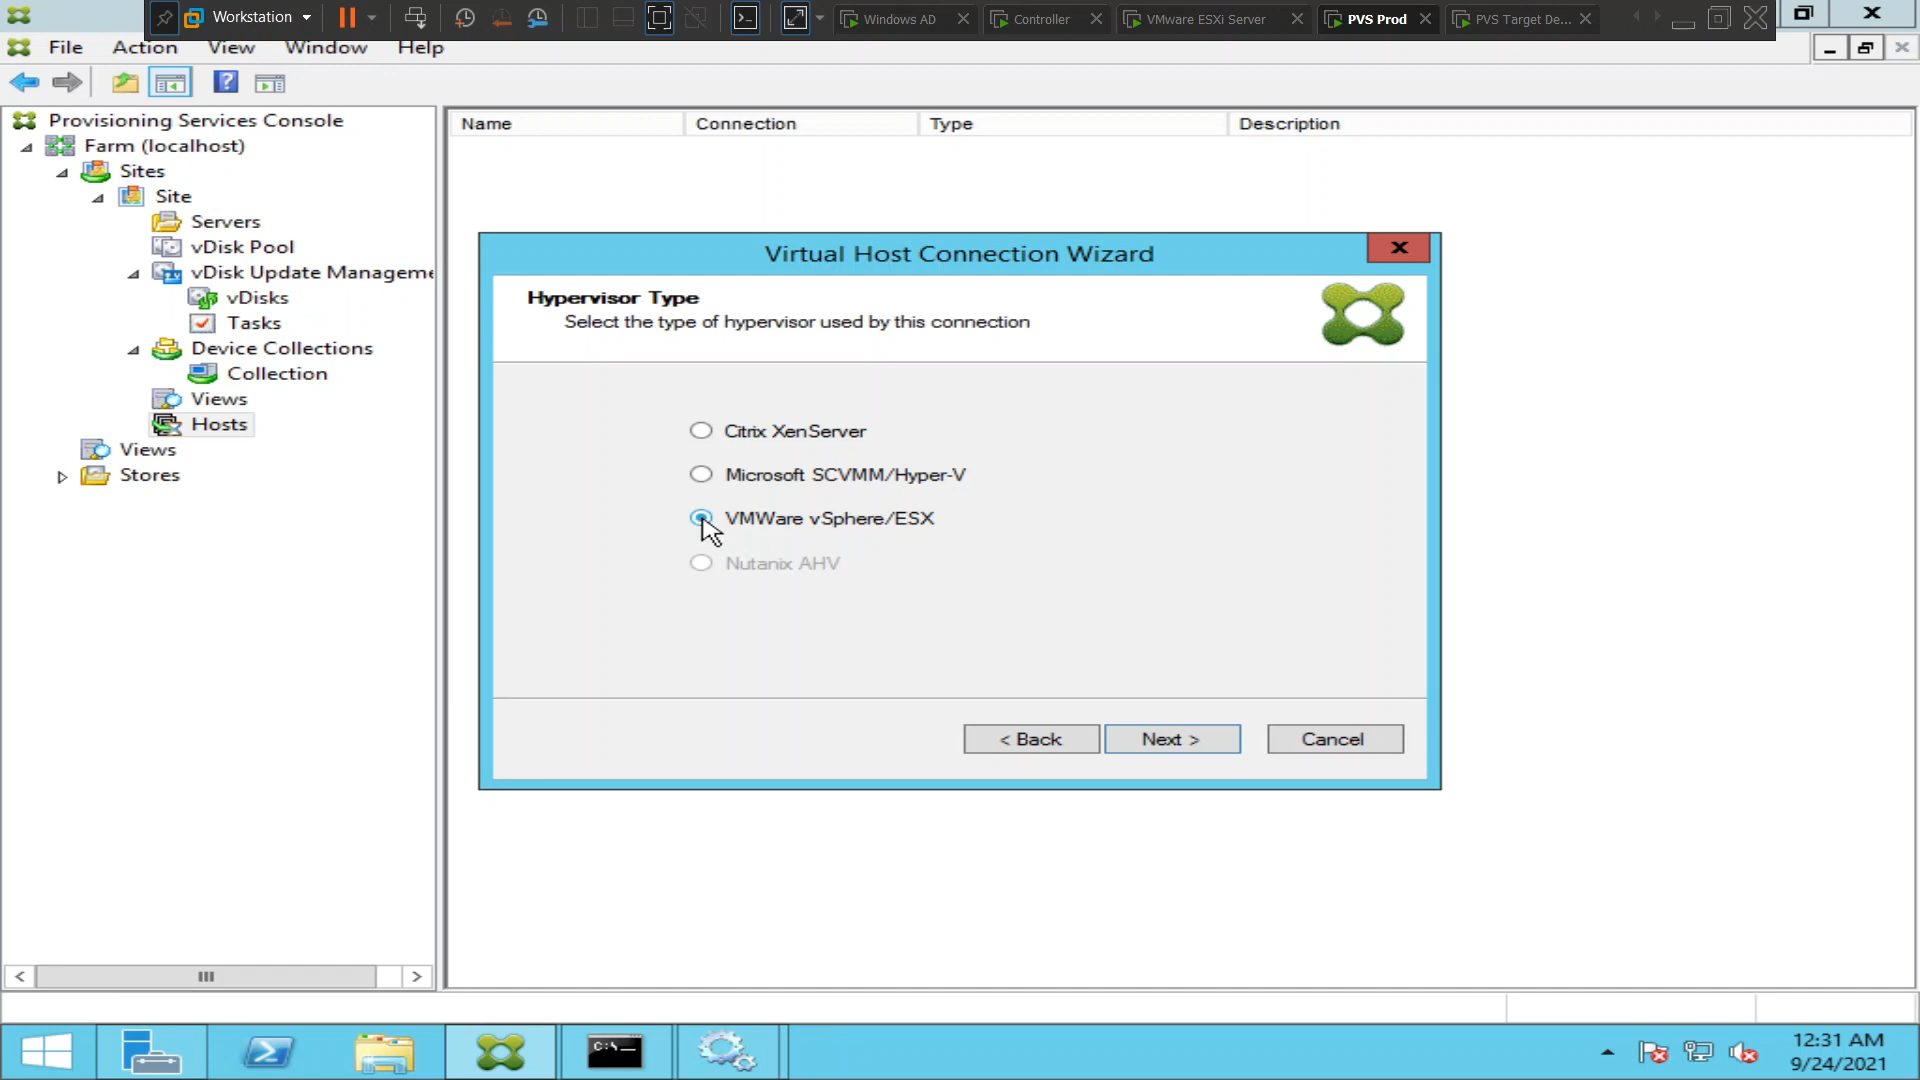 Workstation
Windows AD
Controller
VMware ESXi Server
PVS Prod
PVS Target De...
File Action View Window Help
Provisioning Services Console
Farm (localhost)
Sites
Site
Servers
vDisk Pool
vDisk Update Manageme
vDisks
Tasks
Device Collections
Collection
Views
Hosts
Views
Stores
Name Connection Type Description
Virtual Host Connection Wizard
Hypervisor Type
Select the type of hypervisor used by this connection
Citrix XenServer
Microsoft SCVMM/Hyper-V
VMWare vSphere/ESX
Nutanix AHV
< Back Next > Cancel
C:\.
12:31 AM
9/24/2021